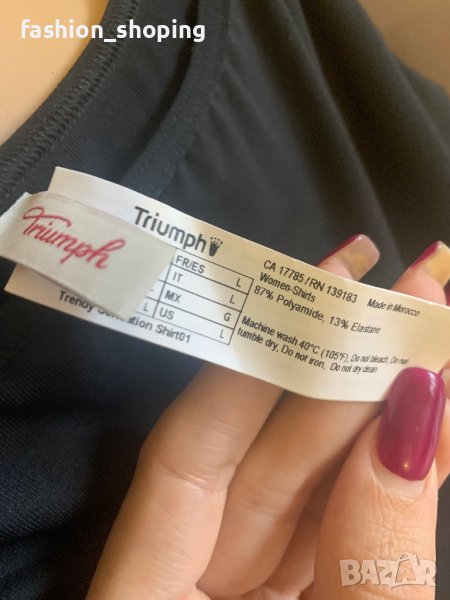 fashion_shoping
Triumph
Triumph
FR/ES L
IT L
MX G
L US L
Trendy Shirt01
CA 17785 / RN 139183 Made in Morocco
Women-Shirts
87% Polyamide, 13% Elastane
Machine wash 40°C (105°F), Do not bleach, Do not
tumble dry, Do not iron, Do not dry clean
BAZAR